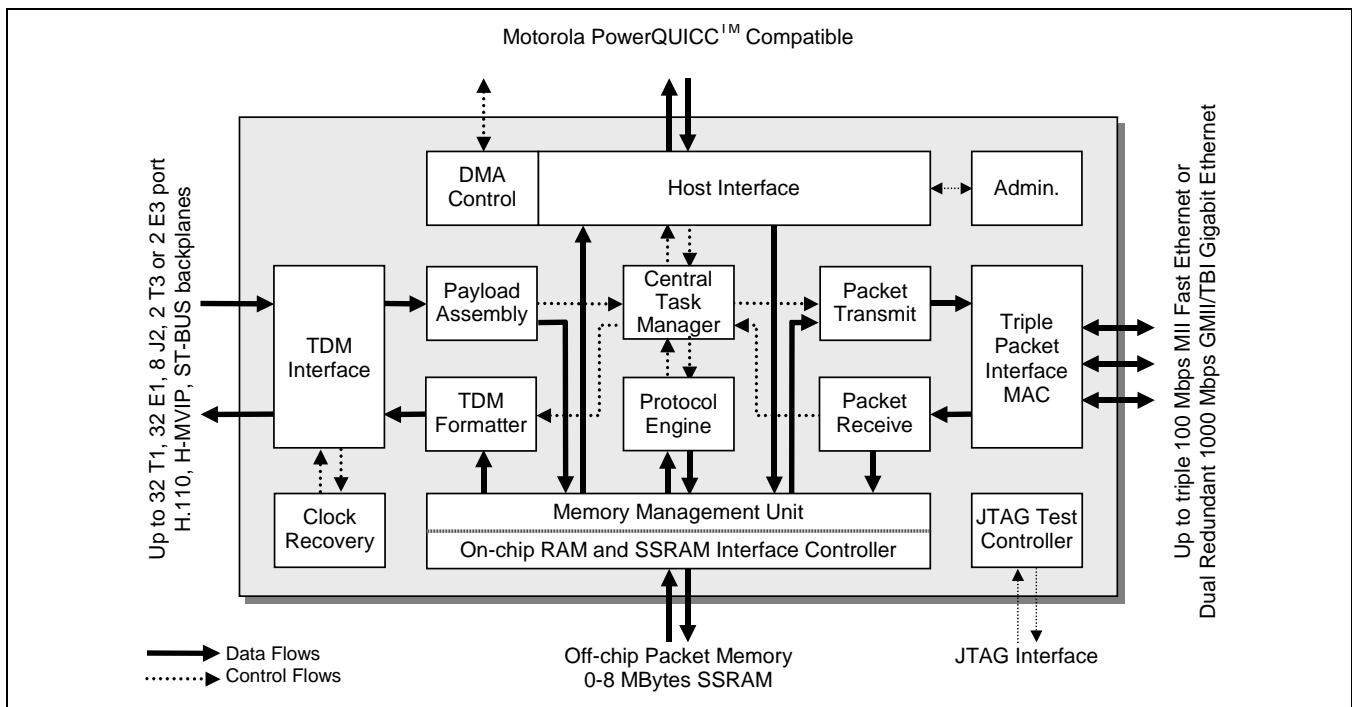 Motorola PowerQUICC™ Compatible
DMA
Control
Host Interface
Admin.
Up to 32 T1, 32 E1, 8 J2, 2 T3 or 2 E3 port
H.110, H-MVIP, ST-BUS backplanes
TDM
Interface
Payload
Assembly
Central
Task
Manager
Packet
Transmit
Triple
Packet
Interface
MAC
TDM
Formatter
Protocol
Engine
Packet
Receive
Up to triple 100 Mbps MII Fast Ethernet or
Dual Redundant 1000 Mbps GMII/TBI Gigabit Ethernet
Clock
Recovery
Memory Management Unit
On-chip RAM and SSRAM Interface Controller
JTAG Test
Controller
Data Flows
Control Flows
Off-chip Packet Memory
0-8 MBytes SSRAM
JTAG Interface